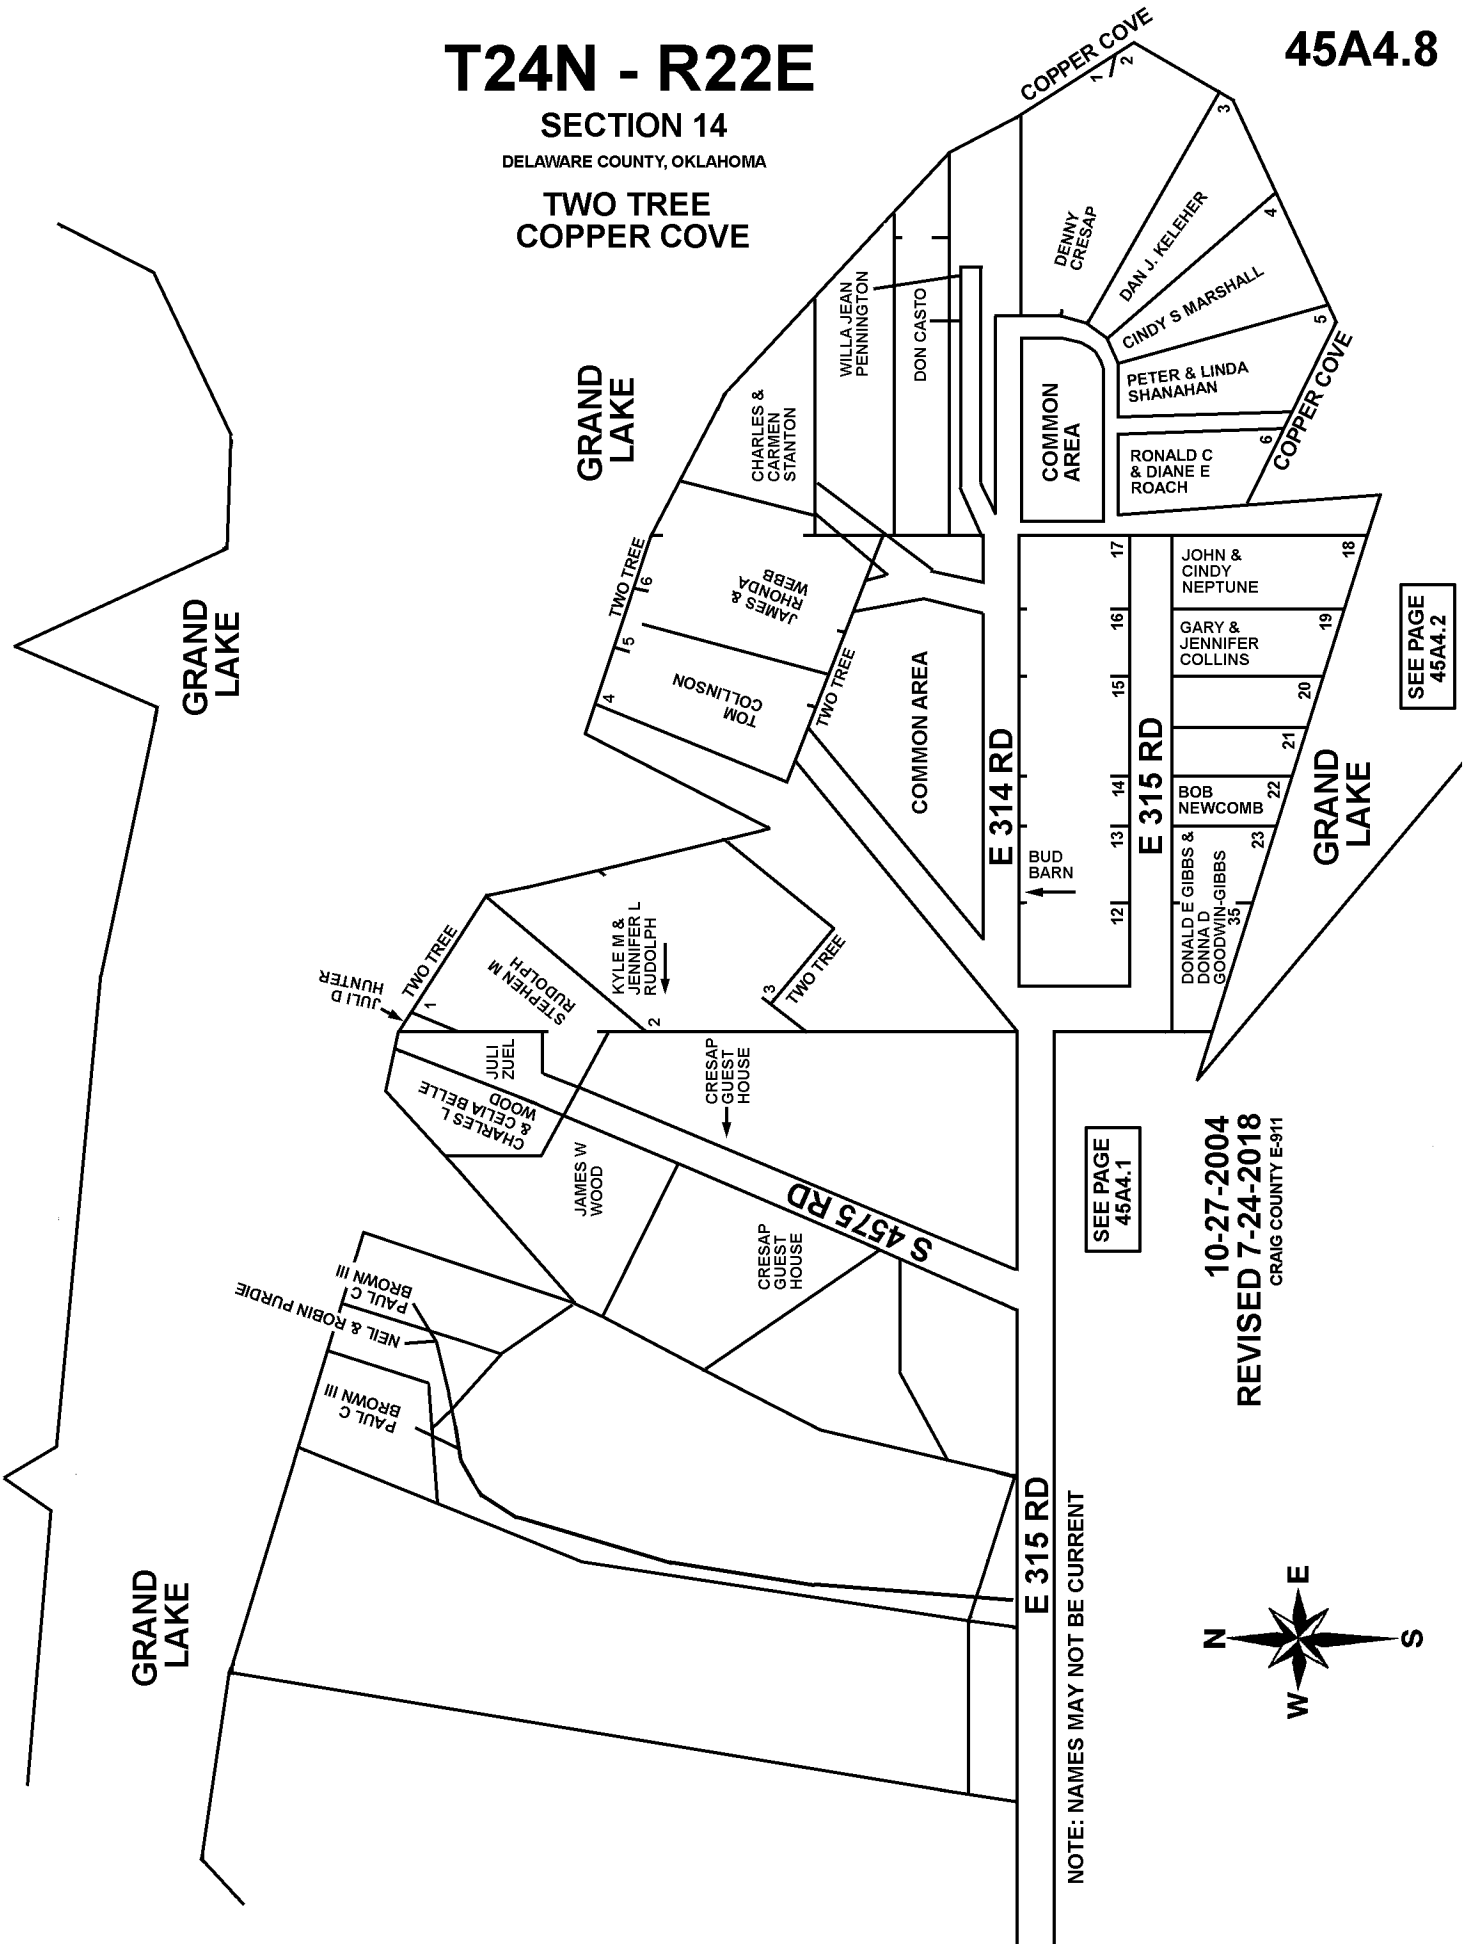 T24N - R22E
45A4.8
SECTION 14
DELAWARE COUNTY, OKLAHOMA
TWO TREE
COPPER COVE
COPPER COVE
1
2
3
4
5
6
COPPER COVE
DENNY
CRESAP
DAN J. KELEHER
CINDY S MARSHALL
PETER & LINDA
SHANAHAN
RONALD C
& DIANE E
ROACH
COMMON
AREA
WILLA JEAN
PENNINGTON
DON CASTO
CHARLES &
CARMEN
STANTON
GRAND
LAKE
GRAND
LAKE
TWO TREE
6
5
4
JAMES &
RHONDA
WEBB
TOM
COLLINSON
TWO TREE
COMMON AREA
E 314 RD
E 315 RD
17
16
15
14
13
12
BUD
BARN
JOHN &
CINDY
NEPTUNE
18
GARY &
JENNIFER
COLLINS
19
20
21
BOB
NEWCOMB
22
23
DONALD E GIBBS &
DONNA D
GOODWIN-GIBBS
35
GRAND
LAKE
SEE PAGE
45A4.2
KYLE M &
JENNIFER L
RUDOLPH
STEPHEN M
RUDOLPH
TWO TREE
1
2
3
TWO TREE
JULI D
HUNTER
JULI
ZUEL
CHARLES L
& CELIA BELLE
WOOD
JAMES W
WOOD
CRESAP
GUEST
HOUSE
CRESAP
GUEST
HOUSE
S 4575 RD
SEE PAGE
45A4.1
10-27-2004
REVISED 7-24-2018
CRAIG COUNTY E-911
PAUL C
BROWN III
NEIL & ROBIN PURDIE
PAUL C
BROWN III
GRAND
LAKE
E 315 RD
NOTE: NAMES MAY NOT BE CURRENT
N
E
S
W